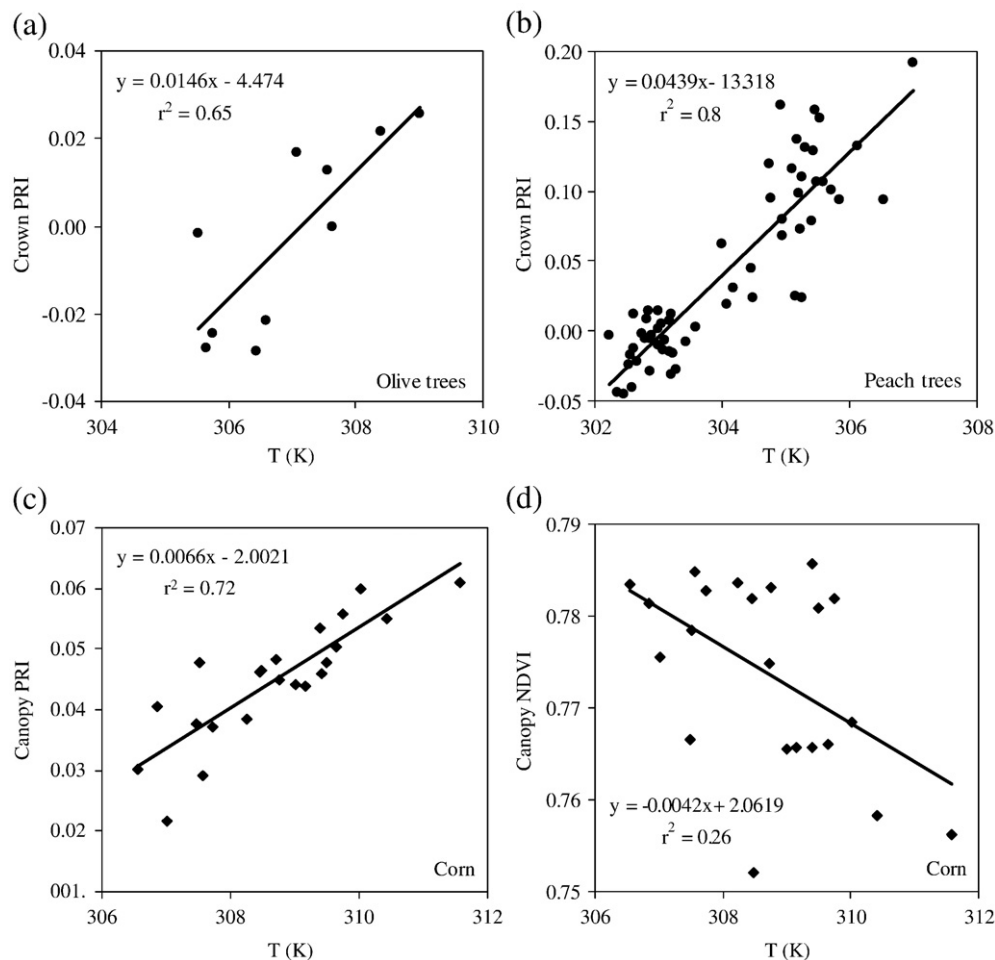 (a)
0.04
y = 0.0146x - 4.474
r² = 0.65
0.02
Crown PRI
0.00
-0.02
Olive trees
-0.04
304 306 308 310
T (K)
(b)
0.20
y = 0.0439x- 13.318
r² = 0.8
0.15
0.10
Crown PRI
0.05
0.00
Peach trees
-0.05
302 304 306 308
T (K)
(c)
0.07
y = 0.0066x - 2.0021
r² = 0.72
0.06
0.05
Canopy PRI
0.04
0.03
0.02
Corn
001.
306 308 310 312
T (K)
(d)
0.79
0.78
Canopy NDVI
0.77
0.76
y = -0.0042x+ 2.0619
r² = 0.26
Corn
0.75
306 308 310 312
T (K)